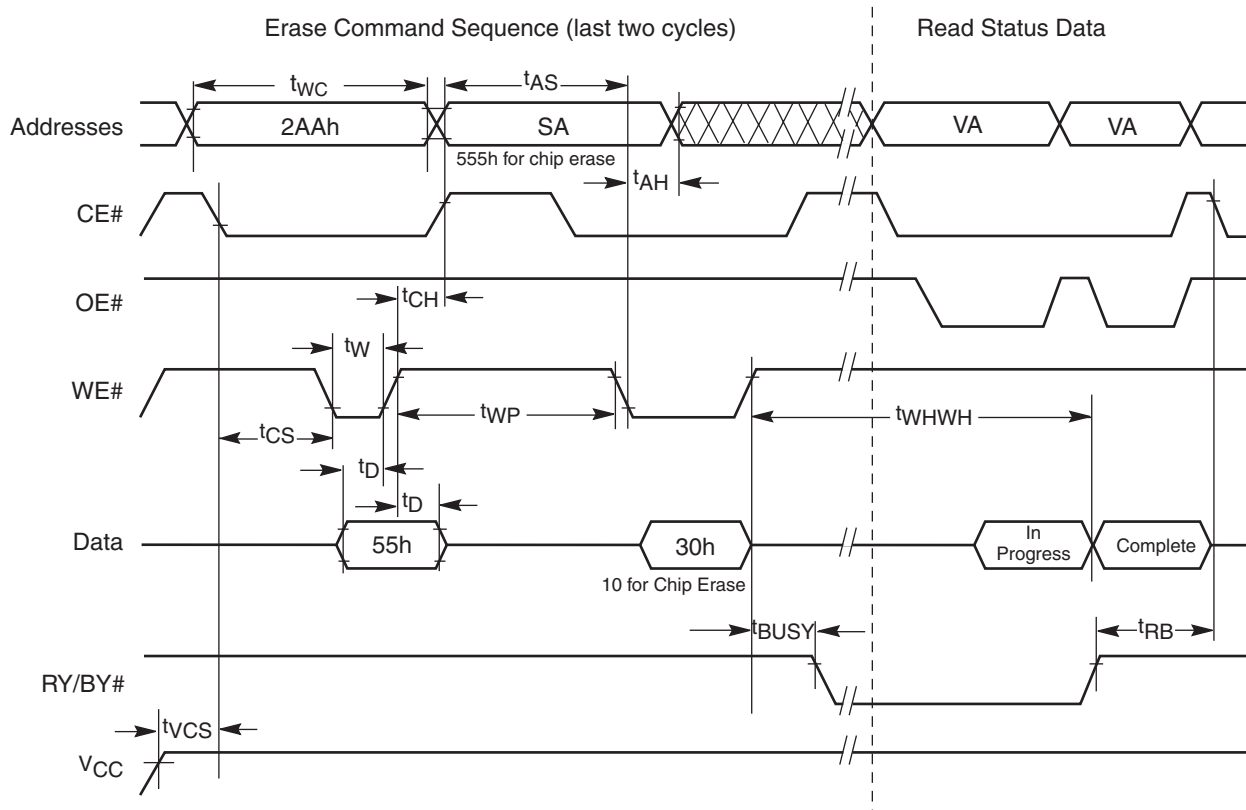 Erase Command Sequence (last two cycles)
Read Status Data
tWC
tAS
Addresses
2AAh
SA
VA
VA
555h for chip erase
tAH
CE#
OE#
tCH
tW
WE#
tWP
tWHWH
tCS
tD
tD
Data
55h
30h
In
Progress
Complete
10 for Chip Erase
tBUSY
tRB
RY/BY#
tVCS
VCC